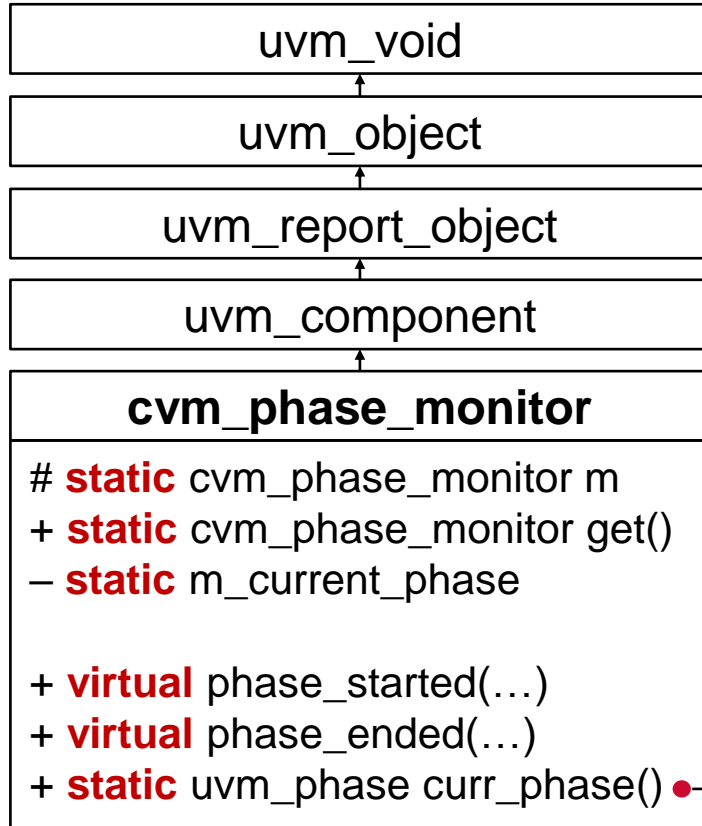 uvm_void
uvm_object
uvm_report_object
uvm_component
cvm_phase_monitor
# static cvm_phase_monitor m
+ static cvm_phase_monitor get()
– static m_current_phase
+ virtual phase_started(…)
+ virtual phase_ended(…)
+ static uvm_phase curr_phase()